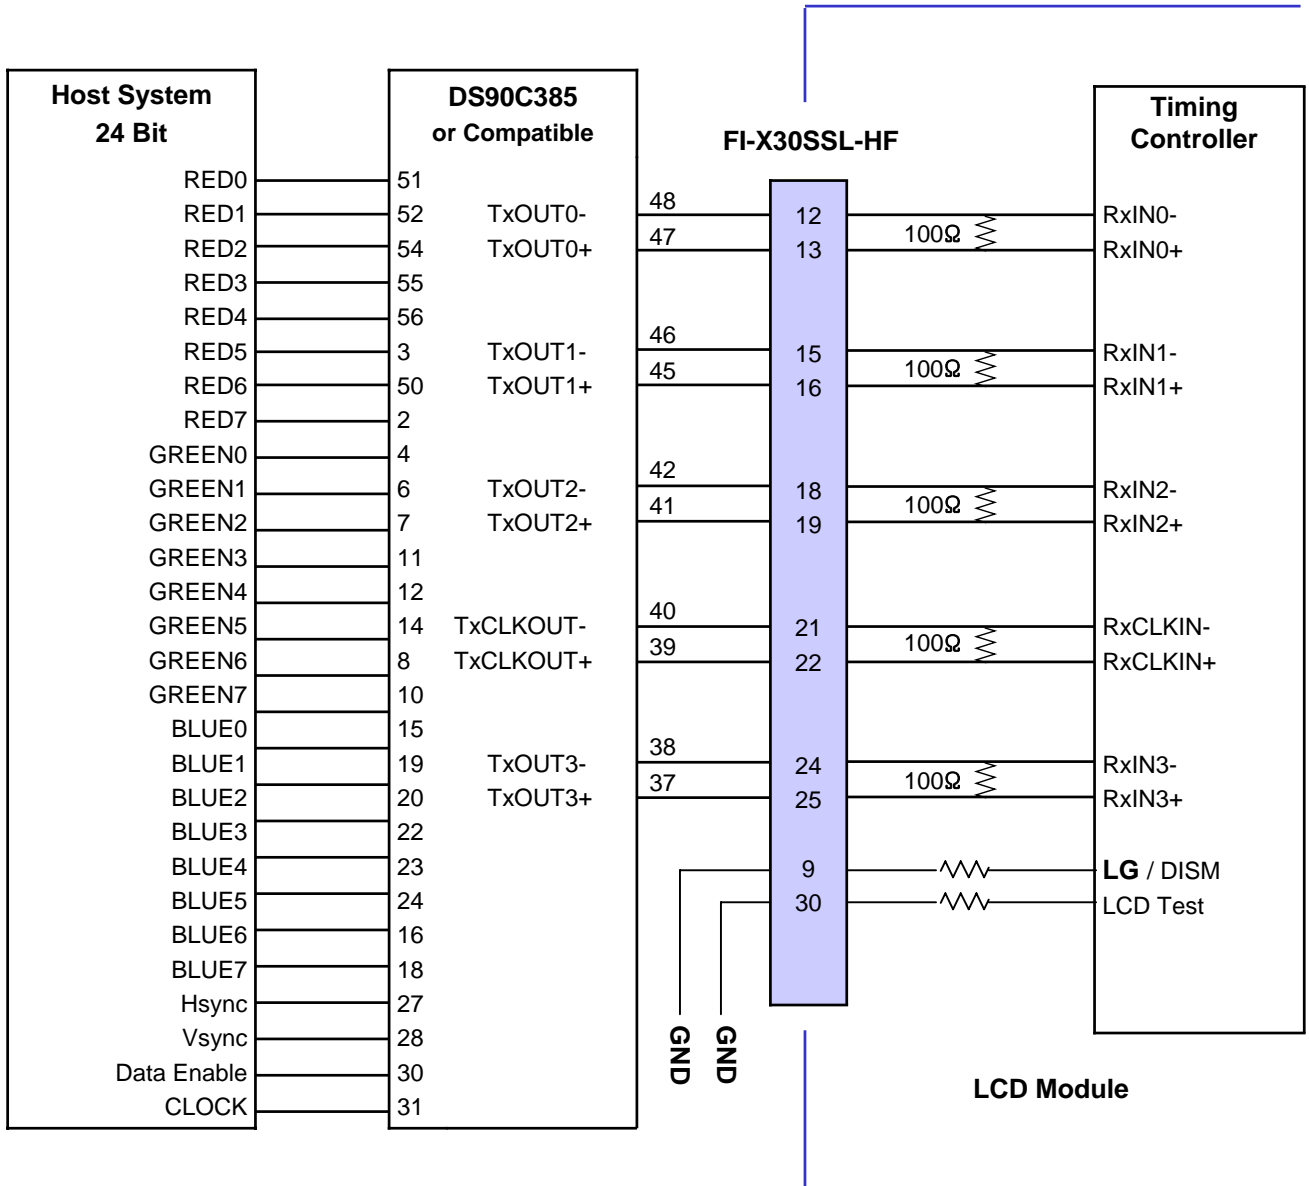 Host System
24 Bit
DS90C385
or Compatible
FI-X30SSL-HF
Timing
Controller
RED0 51
RED1 52 TxOUT0- 48 12 RxIN0-
100Ω
RED2 54 TxOUT0+ 47 13 RxIN0+
RED3 55
RED4 56
RED5 3 TxOUT1- 46 15 RxIN1-
100Ω
RED6 50 TxOUT1+ 45 16 RxIN1+
RED7 2
GREEN0 4
GREEN1 6 TxOUT2- 42 18 RxIN2-
100Ω
GREEN2 7 TxOUT2+ 41 19 RxIN2+
GREEN3 11
GREEN4 12
GREEN5 14 TxCLKOUT- 40 21 RxCLKIN-
100Ω
GREEN6 8 TxCLKOUT+ 39 22 RxCLKIN+
GREEN7 10
BLUE0 15
BLUE1 19 TxOUT3- 38 24 RxIN3-
100Ω
BLUE2 20 TxOUT3+ 37 25 RxIN3+
BLUE3 22
BLUE4 23 9 LG / DISM
BLUE5 24 30 LCD Test
BLUE6 16
BLUE7 18
Hsync 27
Vsync 28
Data Enable 30
CLOCK 31
GND
GND
LCD Module